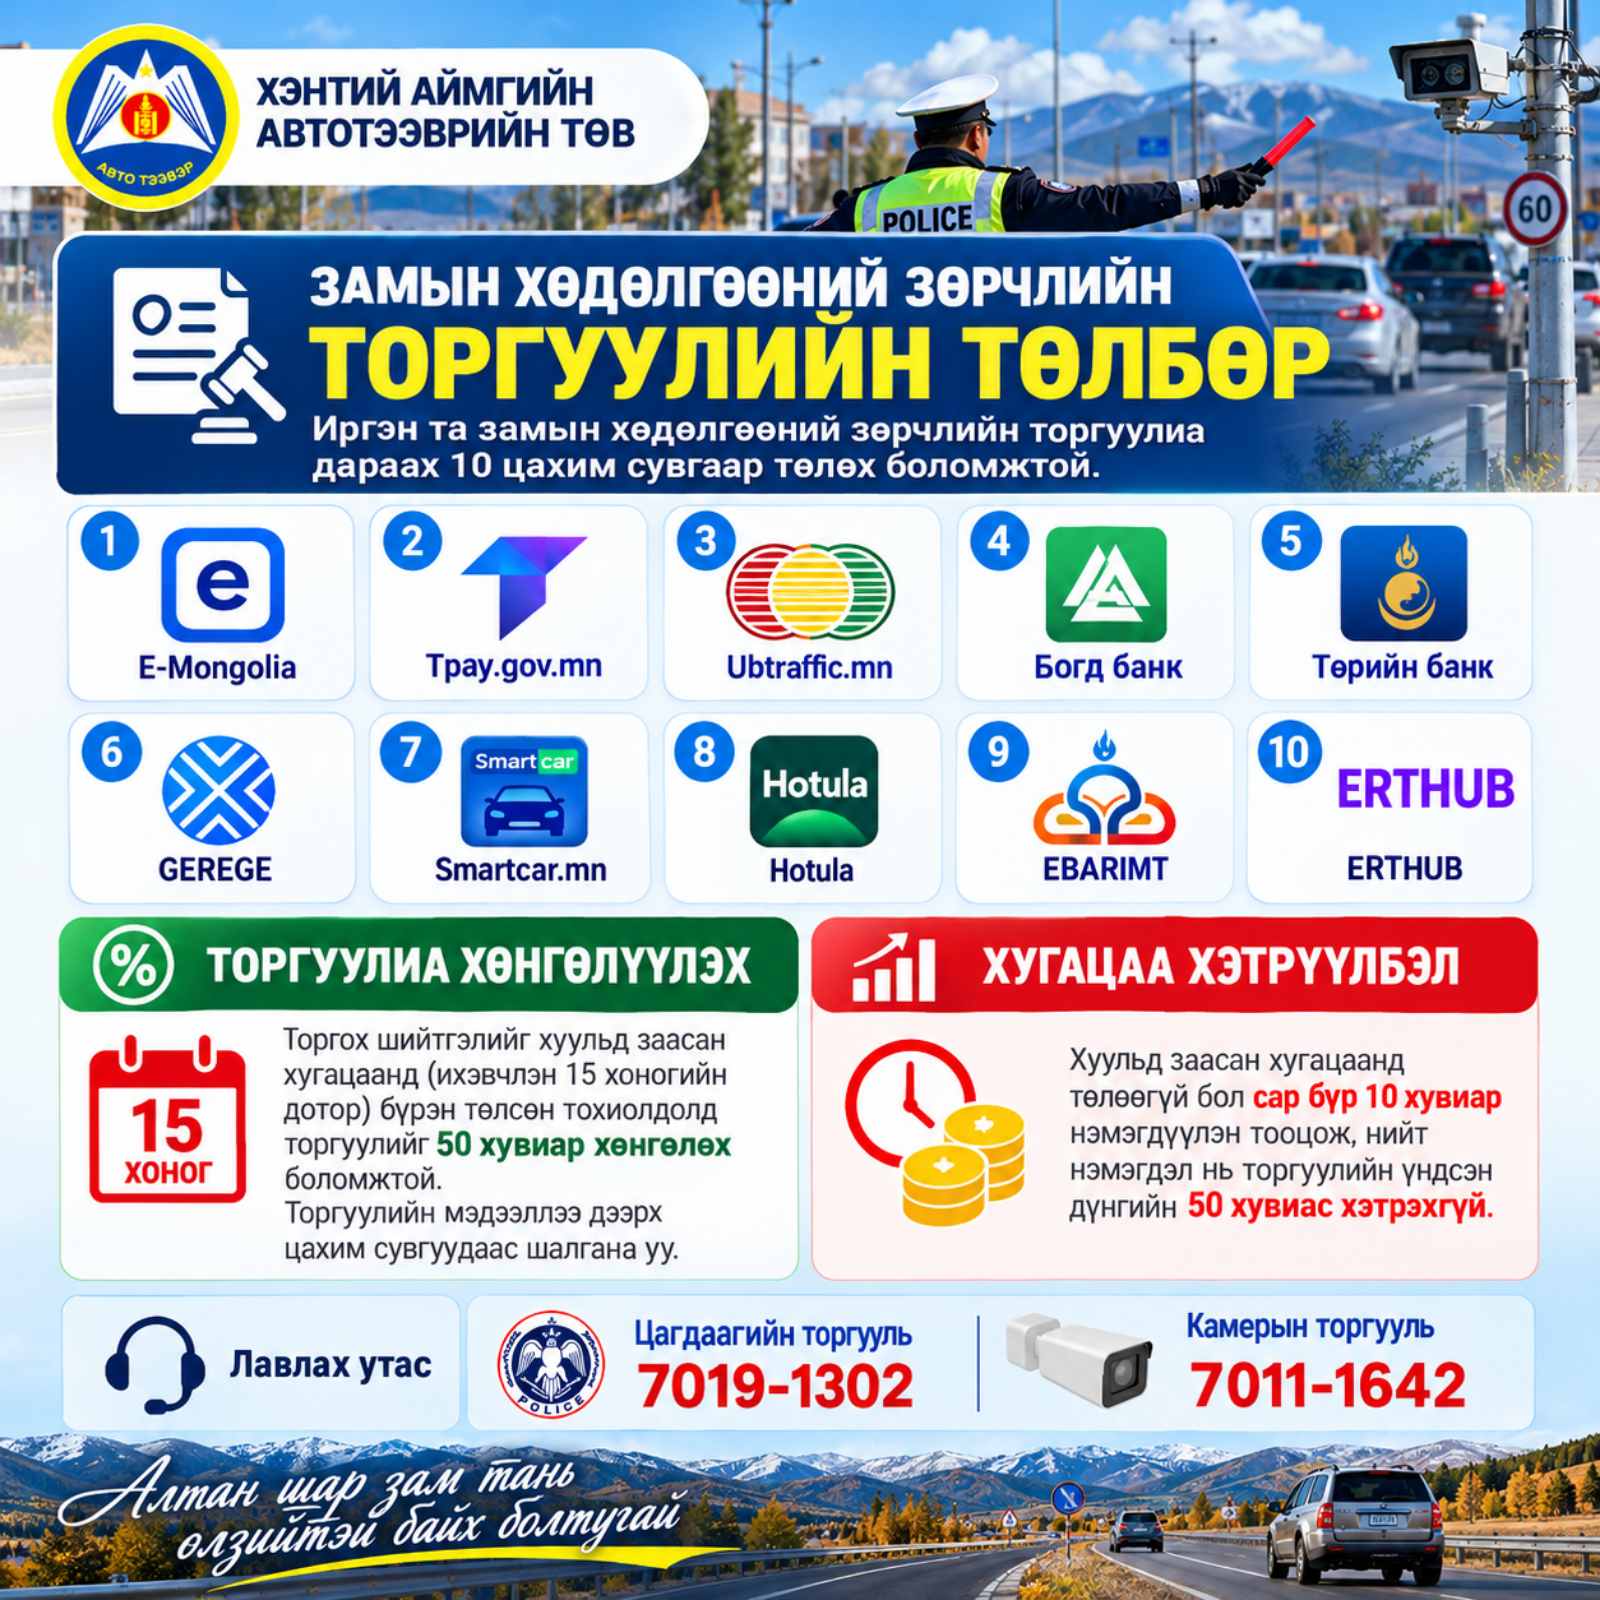 ХЭНТИЙ АЙМГИЙН
АВТОТЭЭВРИЙН ТӨВ
АВТО ТЭЭВЭР
POLICE
60
ЗАМЫН ХӨДӨЛГӨӨНИЙ ЗӨРЧЛИЙН
ТОРГУУЛИЙН ТӨЛБӨР
Иргэн та замын хөдөлгөөний зөрчлийн торгуулиа
дараах 10 цахим сувгаар төлөх боломжтой.
1
e
E-Mongolia
2
Tpay.gov.mn
3
Ubtraffic.mn
4
Богд банк
5
Төрийн банк
6
GEREGE
7
Smart car
Smartcar.mn
8
Hotula
Hotula
9
EBARIMT
10
ERTHUB
ERTHUB
%
ТОРГУУЛИА ХӨНГӨЛҮҮЛЭХ
15
ХОНОГ
Торгох шийтгэлийг хуульд заасан
хугацаанд (ихэвчлэн 15 хоногийн
дотор) бүрэн төлсөн тохиолдолд
торгуулийг 50 хувиар хөнгөлөх
боломжтой.
Торгуулийн мэдээллээ дээрх
цахим сувгуудаас шалгана уу.
ХУГАЦАА ХЭТРҮҮЛБЭЛ
Хуульд заасан хугацаанд
төлөөгүй бол сар бүр 10 хувиар
нэмэгдүүлэн тооцож, нийт
нэмэгдэл нь торгуулийн үндсэн
дүнгийн 50 хувиас хэтрэхгүй.
Лавлах утас
POLICE
Цагдаагийн торгууль
7019-1302
Камерын торгууль
7011-1642
Алтан шар зам тань
өлзийтэй байх болтугай